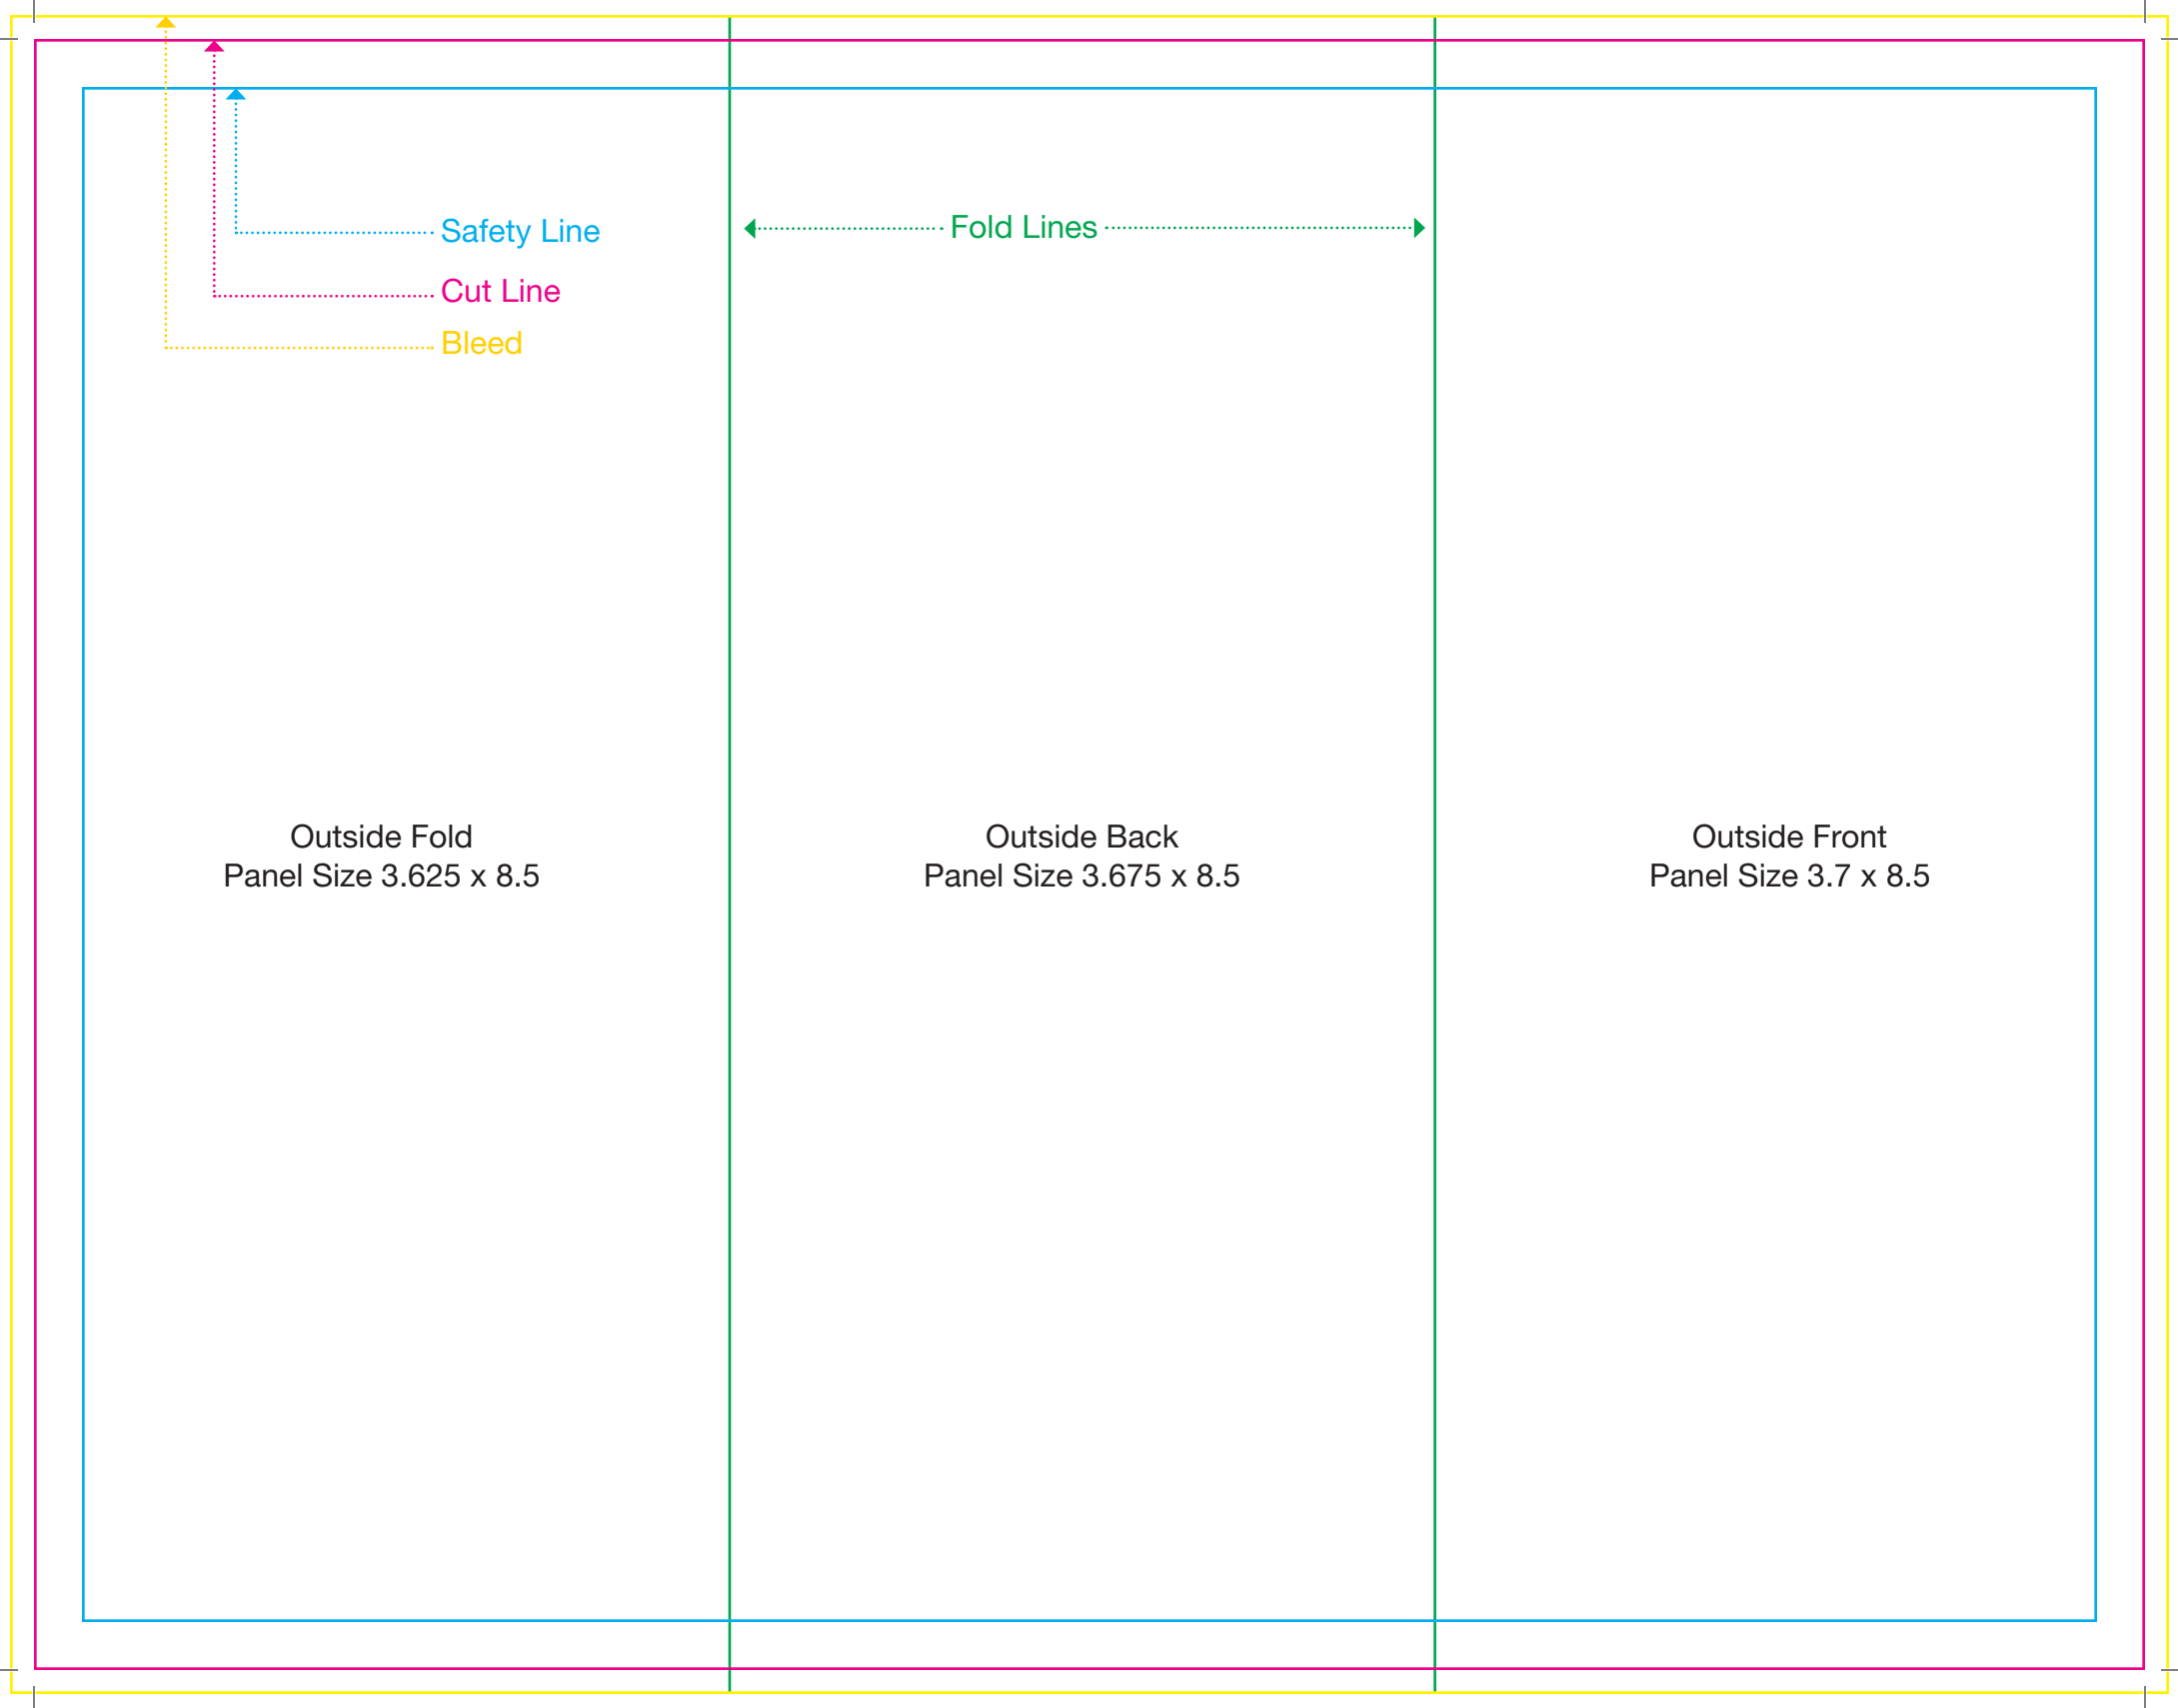 Safety Line
Cut Line
Bleed
Fold Lines
Outside Fold
Panel Size 3.625 x 8.5
Outside Back
Panel Size 3.675 x 8.5
Outside Front
Panel Size 3.7 x 8.5